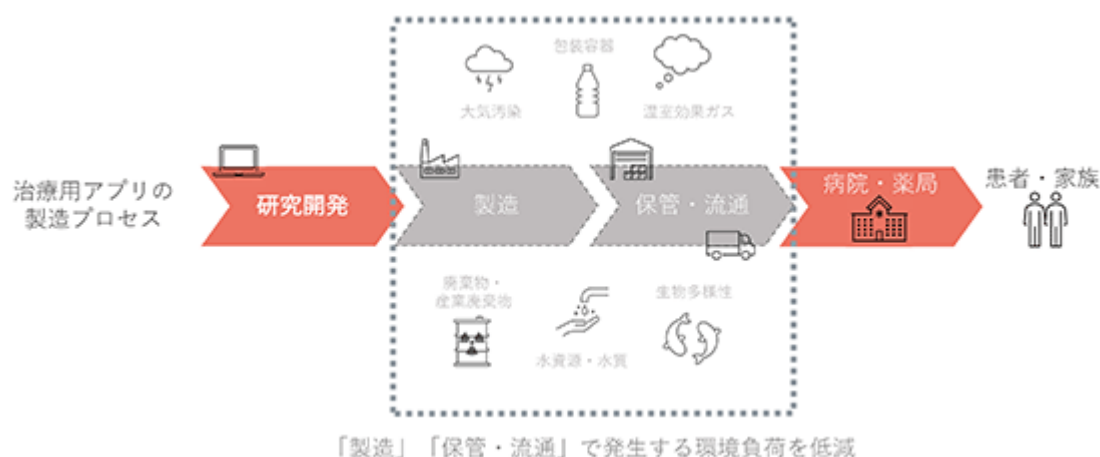 包装容器
大気汚染
温室効果ガス
治療用アプリの
製造プロセス
研究開発
製造
保管・流通
病院・薬局
患者・家族
廃棄物・
産業廃棄物
生物多様性
水資源・水質
「製造」「保管・流通」で発生する環境負荷を低減